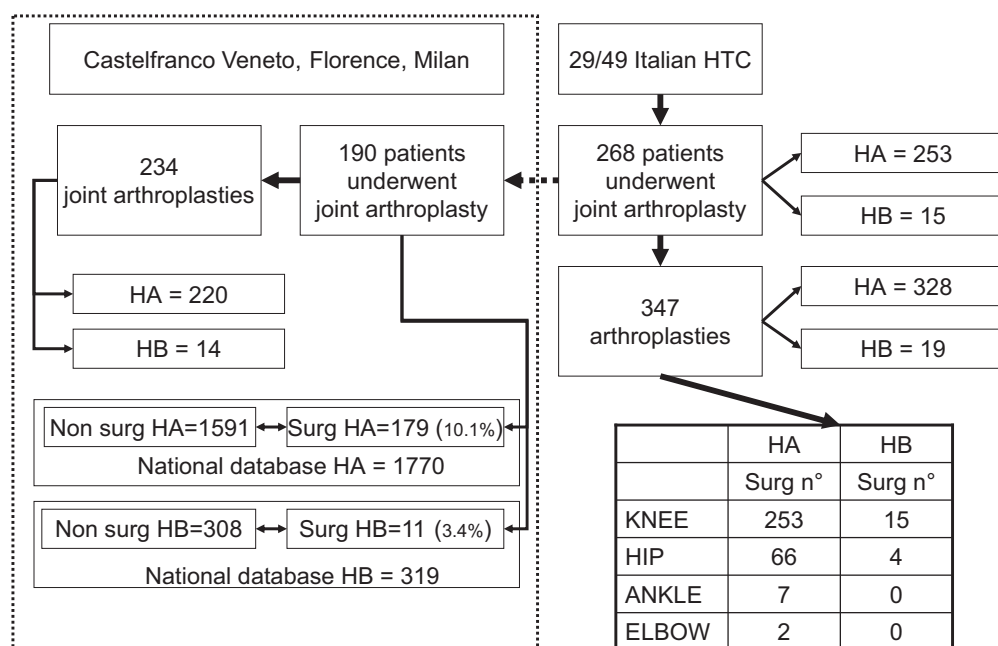 Castelfranco Veneto, Florence, Milan
29/49 Italian HTC
234
joint arthroplasties
190 patients
underwent
joint arthroplasty
268 patients
underwent
joint arthroplasty
HA = 253
HB = 15
HA = 220
HB = 14
347
arthroplasties
HA = 328
HB = 19
Non surg HA=1591
Surg HA=179 (10.1%)
National database HA = 1770
Non surg HB=308
Surg HB=11 (3.4%)
National database HB = 319
HA HB
Surg n° Surg n°
KNEE 253 15
HIP 66 4
ANKLE 7 0
ELBOW 2 0